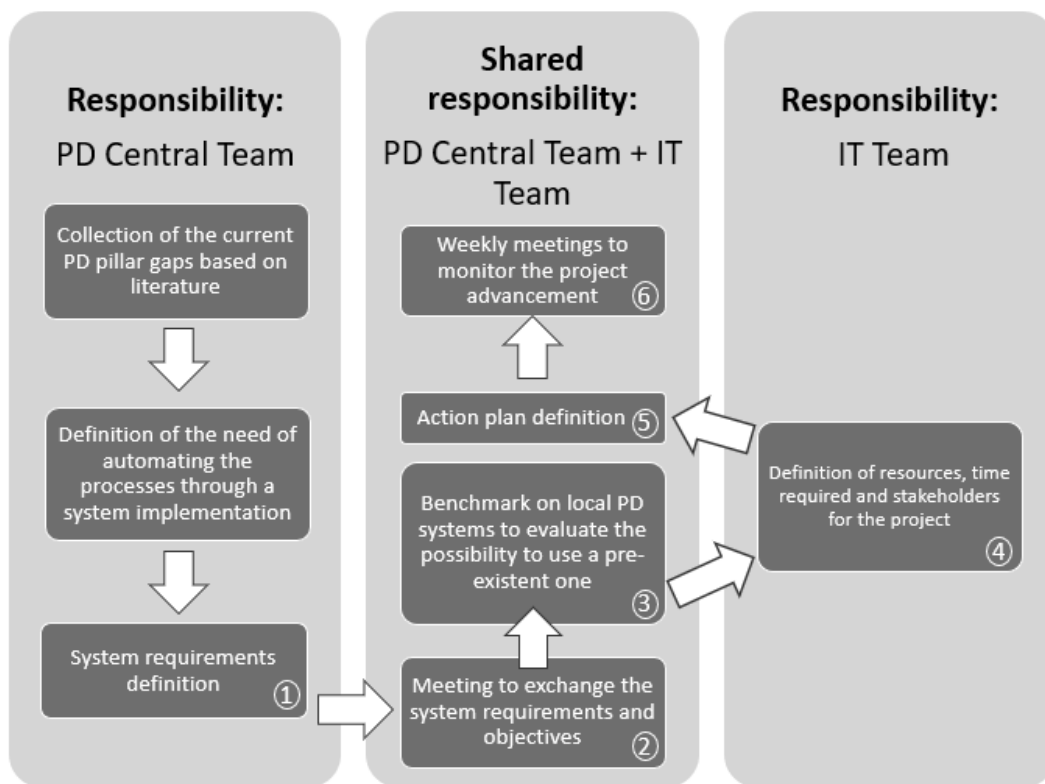 Responsibility:
PD Central Team
Collection of the current
PD pillar gaps based on
literature
Definition of the need of
automating the
processes through a
system implementation
System requirements
definition
①
Shared
responsibility:
PD Central Team + IT
Team
Weekly meetings to
monitor the project
advancement
⑥
Action plan definition ⑤
Benchmark on local PD
systems to evaluate the
possibility to use a pre-
existent one
③
Meeting to exchange the
system requirements and
objectives
②
Responsibility:
IT Team
Definition of resources, time
required and stakeholders
for the project
④